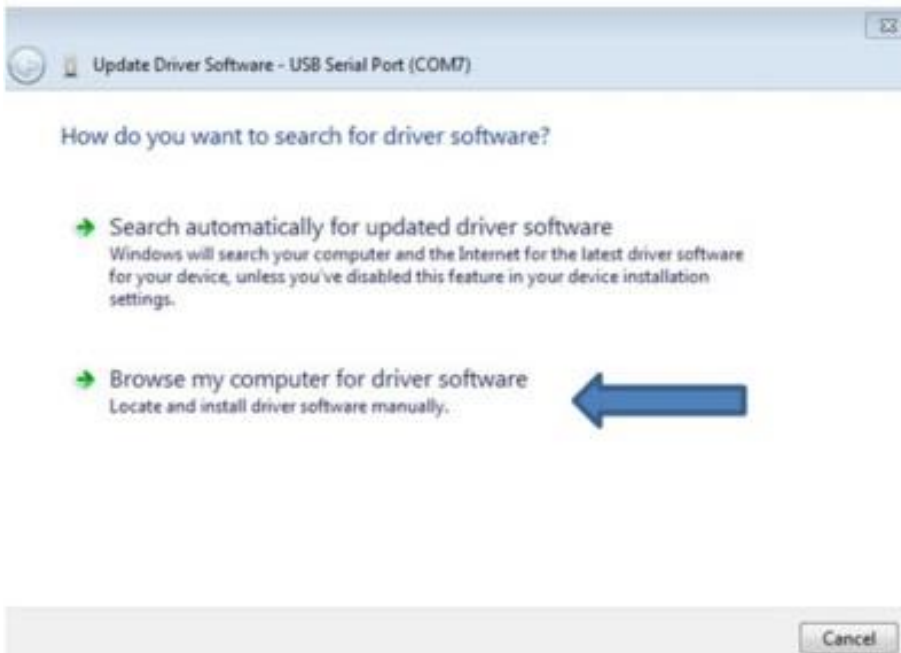 Update Driver Software - USB Serial Port (COM7)
How do you want to search for driver software?
Search automatically for updated driver software
Windows will search your computer and the Internet for the latest driver software
for your device, unless you've disabled this feature in your device installation
settings.
Browse my computer for driver software
Locate and install driver software manually.
Cancel